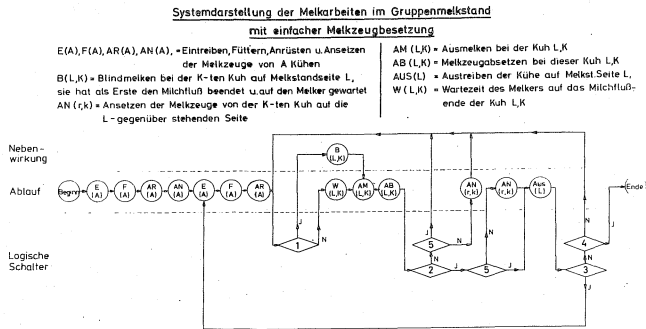 Systemdarstellung der Melkarbeiten im Gruppenmelkstand
mit einfacher Melkzeugbesetzung
E(A), F(A), AR(A), AN(A), = Eintreiben, Füttern, Anrüsten u. Ansetzen
der Melkzeuge von A Kühen
B(L,K) = Blindmelken bei der K-ten Kuh auf Melkstandseite L,
sie hat als Erste den Milchfluß beendet u. auf den Melker gewartet
AN (r,k) = Ansetzen der Melkzeuge von der K-ten Kuh auf die
L-gegenüber stehenden Seite
AM (L,K) = Ausmelken bei der Kuh L,K
AB (L,K) = Melkzeugabsetzen bei dieser Kuh L,K
AUS(L) = Austreiben der Kühe auf Melkst. Seite L,
W (L,K) = Wartezeit des Melkers auf das Milchfluß-
ende der Kuh L,K
Neben-
wirkung
B
(L,K)
Ablauf
Beginn
E
(A)
F
(A)
AR
(A)
AN
(A)
E
(A)
F
(A)
AR
(A)
W
(L,K)
AM
(L,K)
AB
(L,K)
AN
(r,k)
AN
(r,k)
Aus
(L)
Ende
J
N
J
N
N
J
N
N
J
1
5
4
Logische
Schalter
2
J
5
J
3
N
J